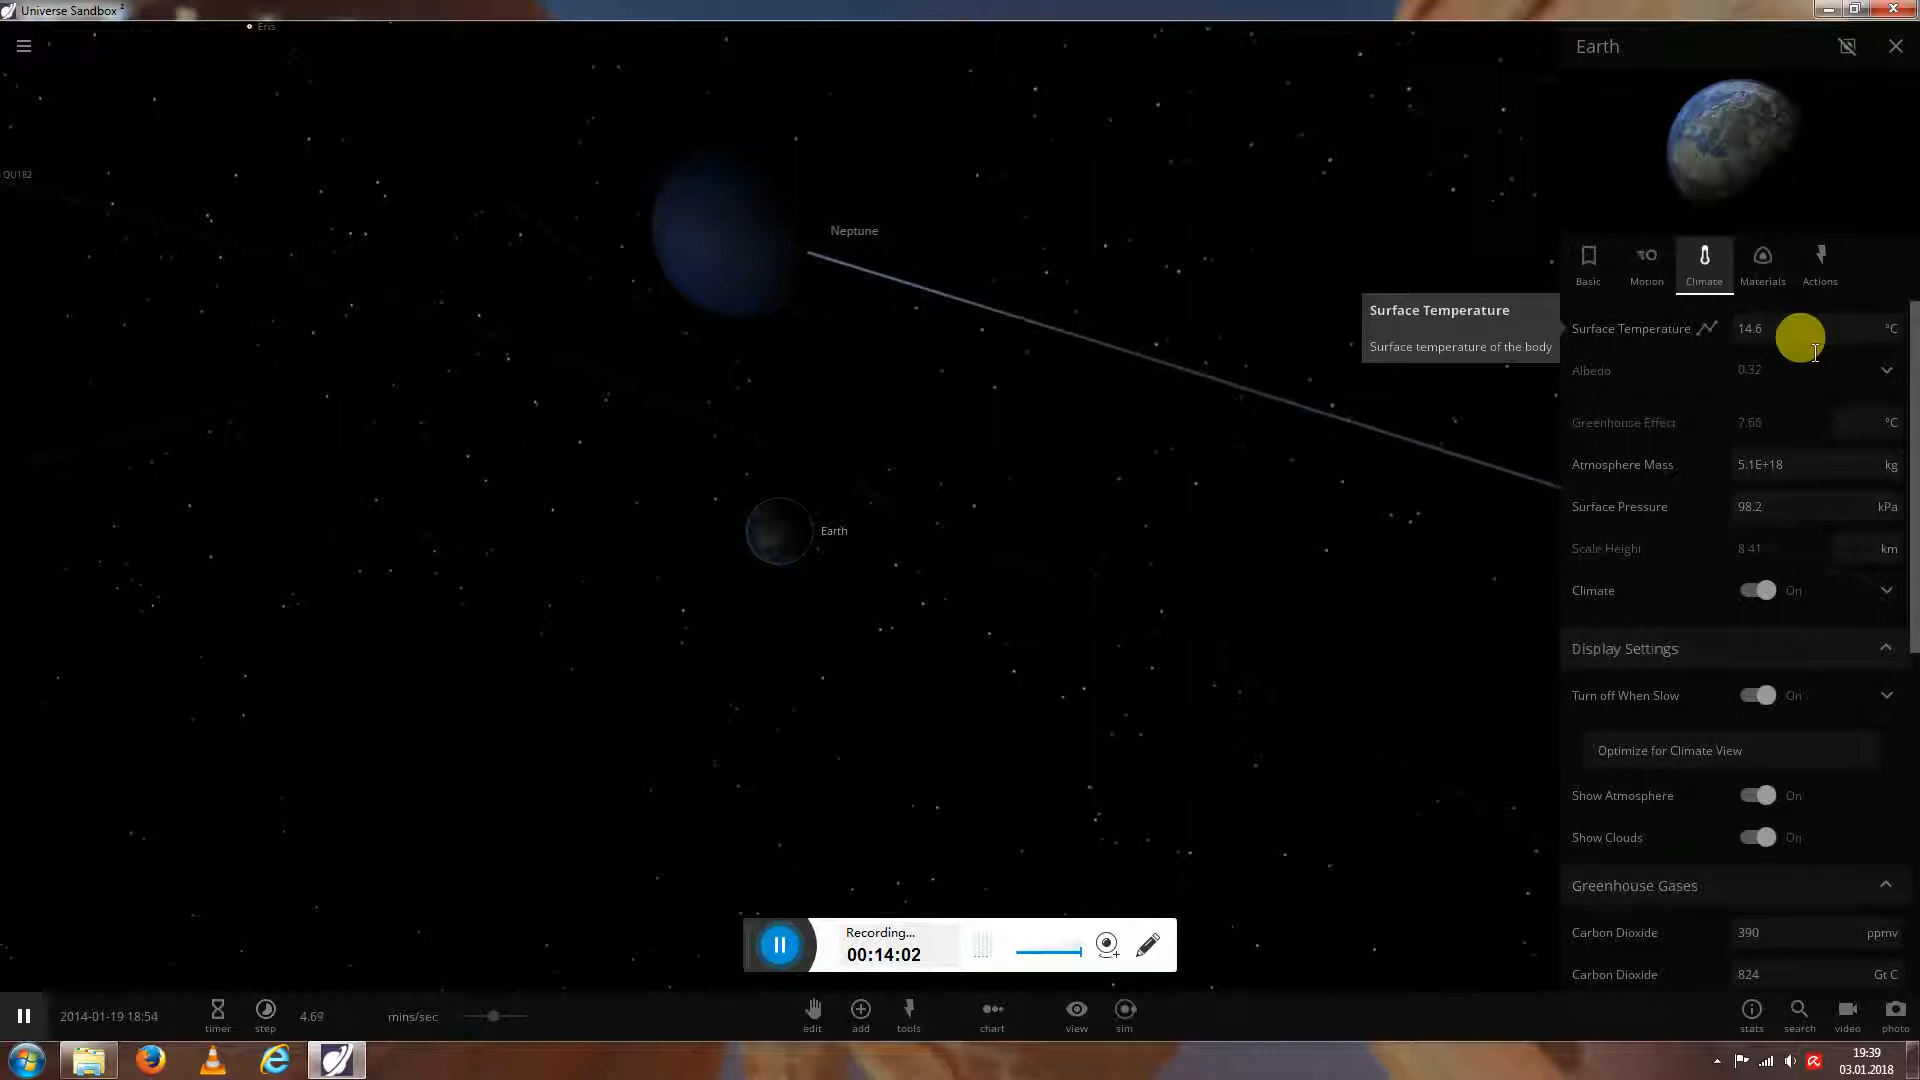 Universe Sandbox ²
Eris
QU182
Neptune
Earth
Earth
Basic
Motion
Climate
Materials
Actions
Surface Temperature
Surface temperature of the body
Surface Temperature 14.6 °C
Albedo 0.32
Greenhouse Effect 7.66 °C
Atmosphere Mass 5.1E+18 kg
Surface Pressure 98.2 kPa
Scale Height 8.41 km
Climate On
Display Settings
Turn off When Slow On
Optimize for Climate View
Show Atmosphere On
Show Clouds On
Greenhouse Gases
Carbon Dioxide 390 ppmv
Carbon Dioxide 824 Gt C
Recording...
00:14:02
2014-01-19 18:54
timer
step
4.69 mins/sec
edit
add
tools
chart
view
sim
stats
search
video
photo
19:39
03.01.2018